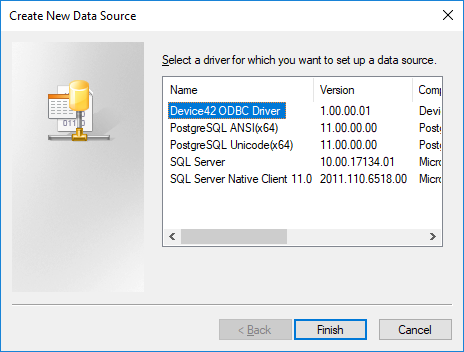 Create New Data Source
Select a driver for which you want to set up a data source.
Name Version Com
Device42 ODBC Driver 1.00.00.01 Devi
PostgreSQL ANSI(x64) 11.00.00.00 Postg
PostgreSQL Unicode(x64) 11.00.00.00 Postg
SQL Server 10.00.17134.01 Micro
SQL Server Native Client 11.0 2011.110.6518.00 Micro
< Back
Finish
Cancel